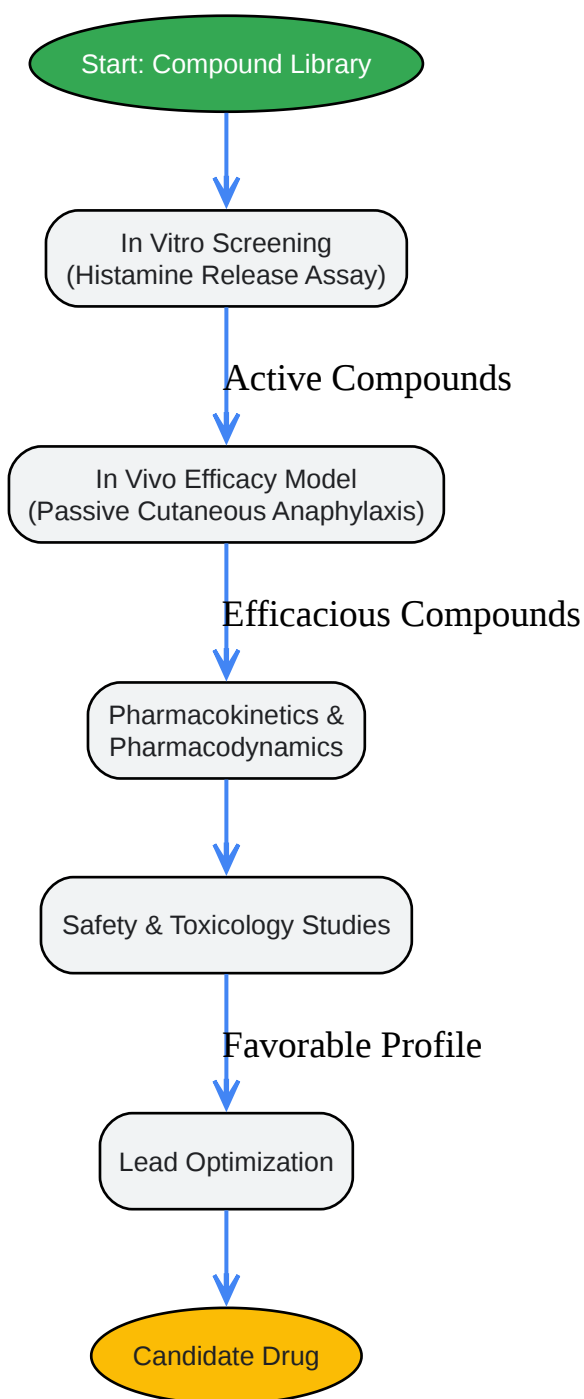 Start: Compound Library
In Vitro Screening
(Histamine Release Assay)
Active Compounds
In Vivo Efficacy Model
(Passive Cutaneous Anaphylaxis)
Efficacious Compounds
Pharmacokinetics &
Pharmacodynamics
Safety & Toxicology Studies
Favorable Profile
Lead Optimization
Candidate Drug